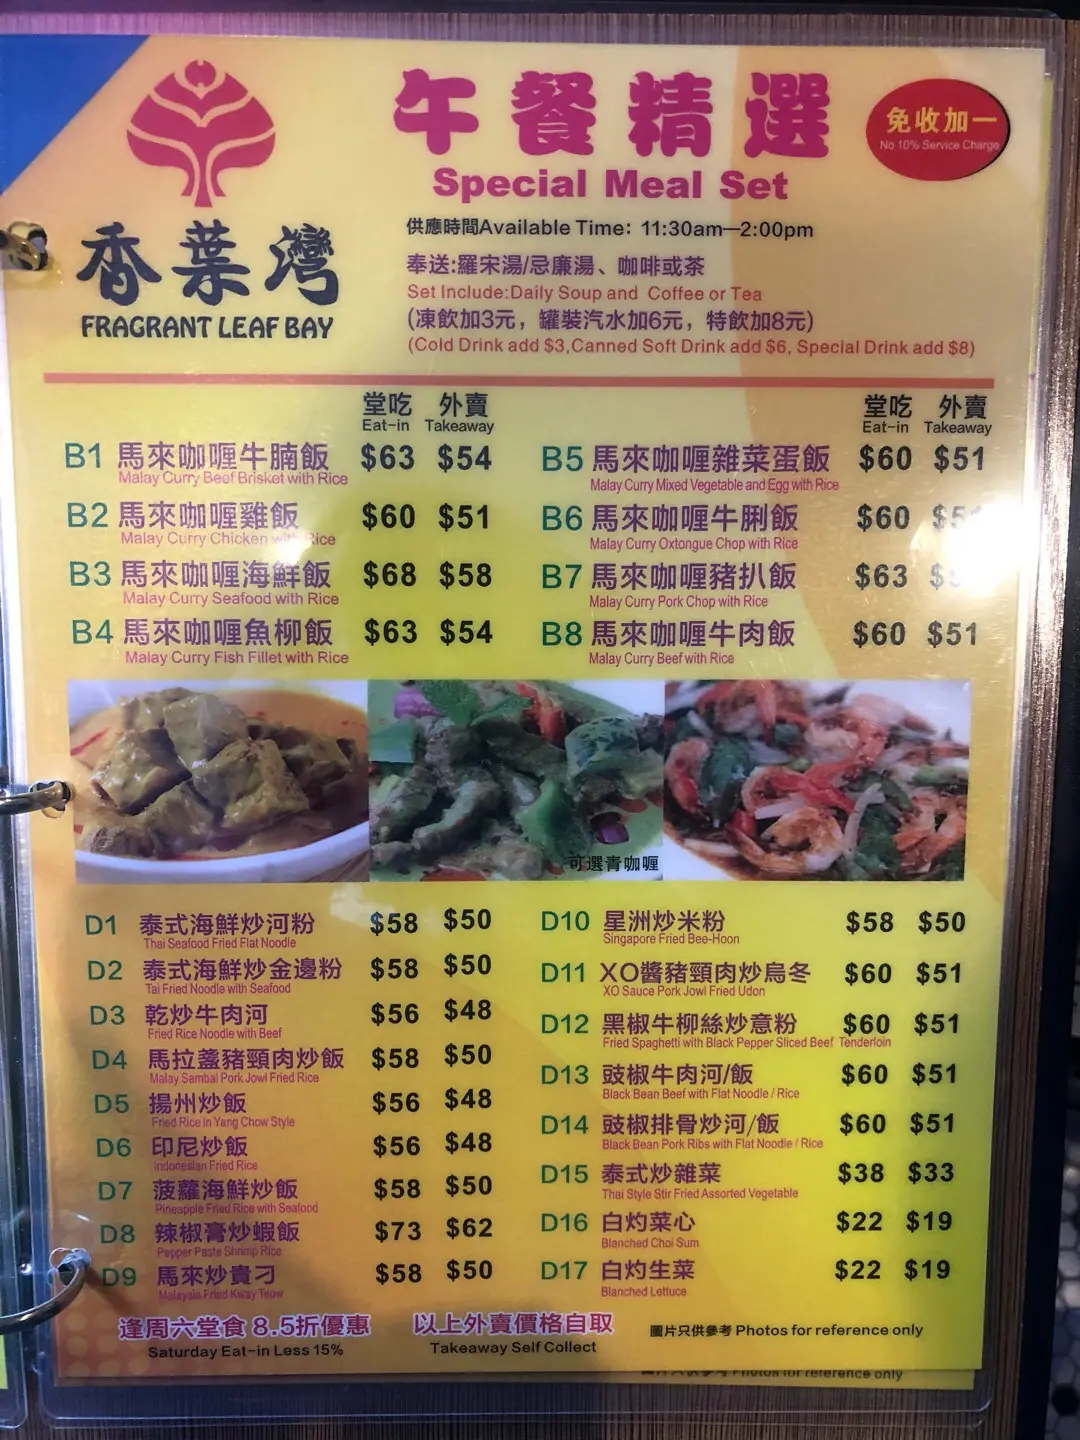 午餐精選
免收加一
No 10% Service Charge
Special Meal Set
香葉灣
FRAGRANT LEAF BAY
供應時間Available Time: 11:30am—2:00pm
奉送:羅宋湯/忌廉湯、咖啡或茶
Set Include:Daily Soup and Coffee or Tea
(凍飲加3元，罐裝汽水加6元，特飲加8元)
(Cold Drink add $3,Canned Soft Drink add $6, Special Drink add $8)
堂吃 外賣
Eat-in Takeaway
B1 馬來咖喱牛腩飯 $63 $54
Malay Curry Beef Brisket with Rice
B2 馬來咖喱雞飯 $60 $51
Malay Curry Chicken with Rice
B3 馬來咖喱海鮮飯 $68 $58
Malay Curry Seafood with Rice
B4 馬來咖喱魚柳飯 $63 $54
Malay Curry Fish Fillet with Rice
堂吃 外賣
Eat-in Takeaway
B5 馬來咖喱雜菜蛋飯 $60 $51
Malay Curry Mixed Vegetable and Egg with Rice
B6 馬來咖喱牛脷飯 $60
Malay Curry Oxtongue Chop with Rice
B7 馬來咖喱豬扒飯 $63
Malay Curry Pork Chop with Rice
B8 馬來咖喱牛肉飯 $60 $51
Malay Curry Beef with Rice
可選青咖喱
D1 泰式海鮮炒河粉 $58 $50
Thai Seafood Fried Flat Noodle
D2 泰式海鮮炒金邊粉 $58 $50
Tai Fried Noodle with Seafood
D3 乾炒牛肉河 $56 $48
Fried Rice Noodle with Beef
D4 馬拉盞豬頸肉炒飯 $58 $50
Malay Sambal Pork Jowl Fried Rice
D5 揚州炒飯 $56 $48
Fried Rice in Yang Chow Style
D6 印尼炒飯 $56 $48
Indonesian Fried Rice
D7 菠蘿海鮮炒飯 $58 $50
Pineapple Fried Rice with Seafood
D8 辣椒膏炒蝦飯 $73 $62
Pepper Paste Shrimp Rice
D9 馬來炒貴刁 $58 $50
Malaysia Fried Kway Teow
D10 星洲炒米粉 $58 $50
Singapore Fried Bee-Hoon
D11 XO醬豬頸肉炒烏冬 $60 $51
XO Sauce Pork Jowl Fried Udon
D12 黑椒牛柳絲炒意粉 $60 $51
Fried Spaghetti with Black Pepper Sliced Beef Tenderloin
D13 豉椒牛肉河/飯 $60 $51
Black Bean Beef with Flat Noodle / Rice
D14 豉椒排骨炒河/飯 $60 $51
Black Bean Pork Ribs with Flat Noodle / Rice
D15 泰式炒雜菜 $38 $33
Thai Style Stir Fried Assorted Vegetable
D16 白灼菜心 $22 $19
Blanched Choi Sum
D17 白灼生菜 $22 $19
Blanched Lettuce
逢周六堂食 8.5折優惠
Saturday Eat-in Less 15%
以上外賣價格自取
Takeaway Self Collect
圖片只供參考 Photos for reference only
圖片只供參考 Photos for reference only